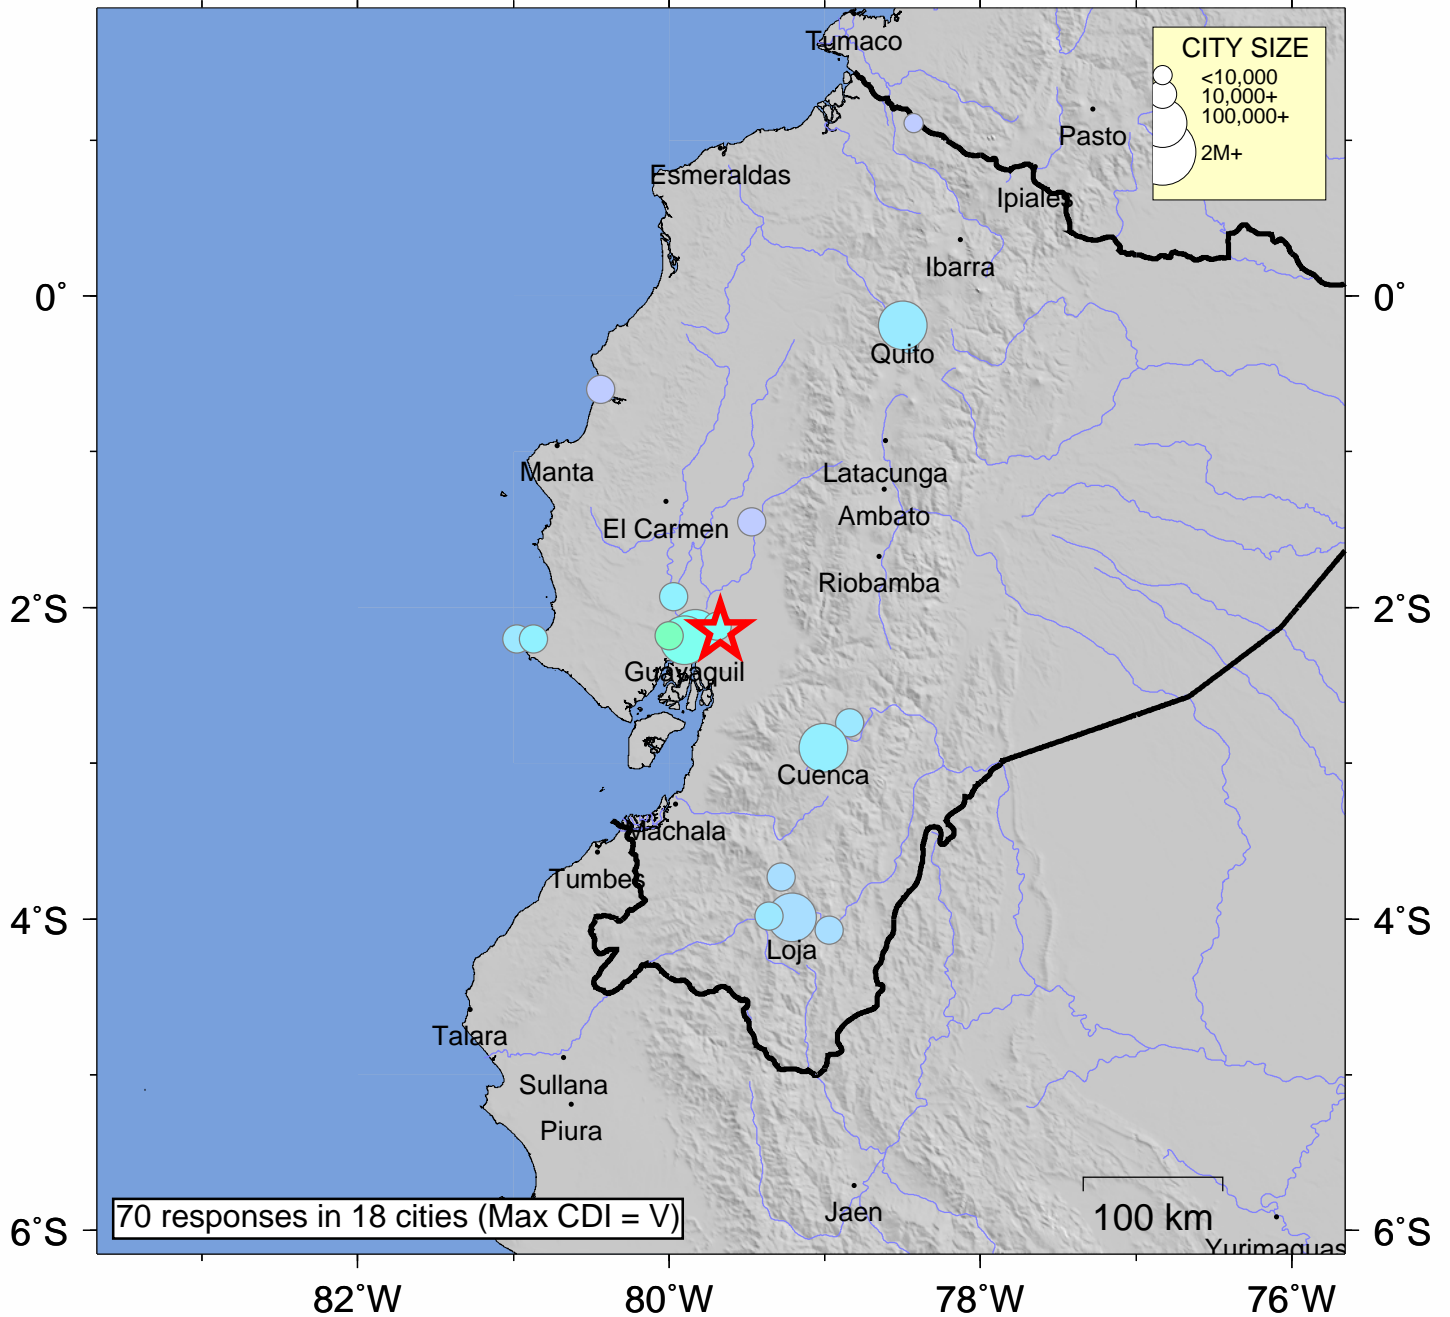 Tumaco
CITY SIZE
<10,000
10,000+
100,000+
2M+
Pasto
Esmeraldas
Ipiales
Ibarra
0˚
0˚
Quito
Manta
Latacunga
El Carmen
Ambato
Riobamba
2˚S
2˚S
Guayaquil
Cuenca
Machala
Tumbes
4˚S
4˚S
Loja
Talara
Sullana
Piura
Jaen
100 km
70 responses in 18 cities (Max CDI = V)
6˚S
6˚S
Yurimaguas
82˚W
80˚W
78˚W
76˚W